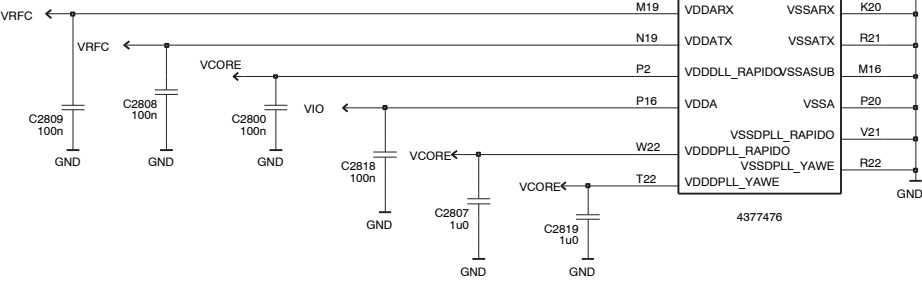 M19 VDDARX VSSARX K20
VRFC
N19 VDDATX VSSATX R21
VRFC
VCORE
P2 VDDDLL_RAPIDO VSSASUB M16
VIO
P16 VDDA VSSA P20
C2809
100n
C2808
100n
C2800
100n
VSSDPLL_RAPIDO V21
W22 VDDDPLL_RAPIDO
VCORE
GND GND GND
C2818
100n
VSSDPLL_YAWE R22
VCORE T22 VDDDPLL_YAWE
GND
C2807
1u0
4377476
GND
C2819
1u0
GND GND